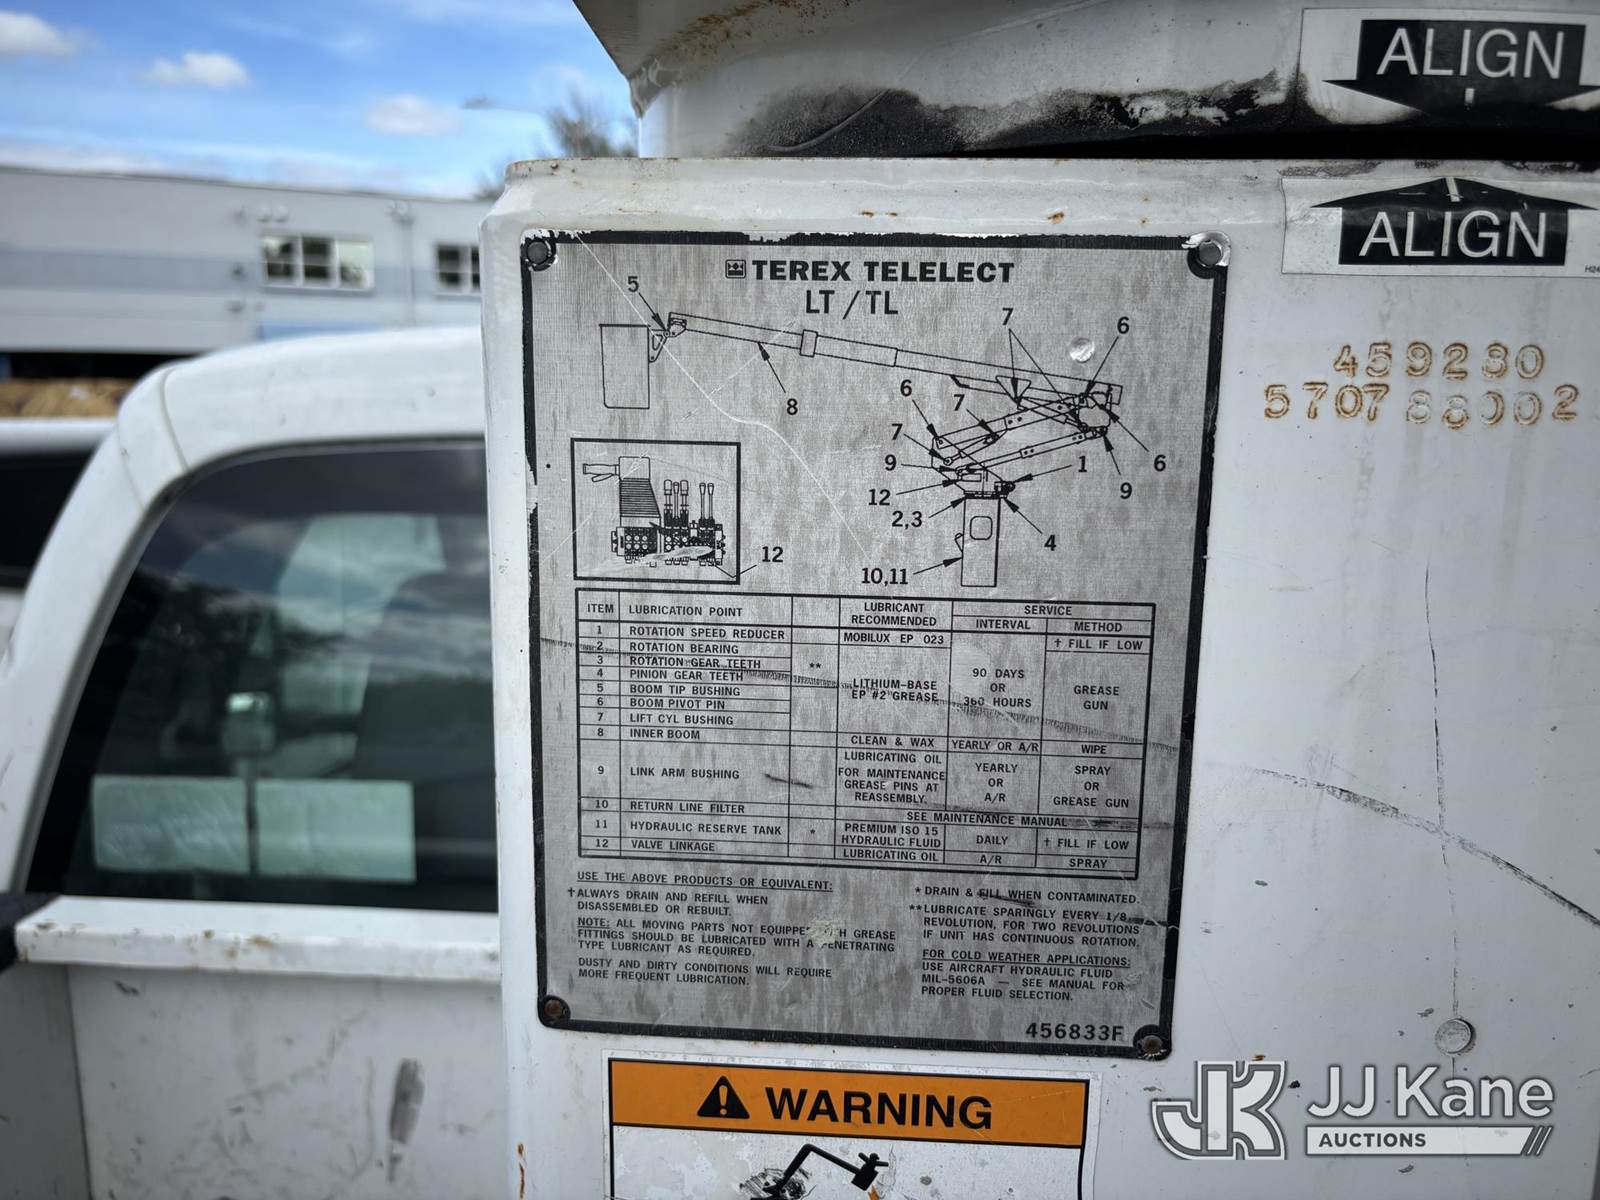 ALIGN
ALIGN
H24
459280
5707 88002
TEREX TELELECT
LT / TL
5
7
6
8
6
7
7
9
12
2,3
1
6
9
4
10,11
12
ITEM LUBRICATION POINT LUBRICANT RECOMMENDED SERVICE
INTERVAL METHOD
1 ROTATION SPEED REDUCER MOBILUX EP 023 † FILL IF LOW
2 ROTATION BEARING
3 ROTATION GEAR TEETH **
4 PINION GEAR TEETH
5 BOOM TIP BUSHING
6 BOOM PIVOT PIN
7 LIFT CYL BUSHING
LITHIUM-BASE
EP #2 GREASE
90 DAYS
OR
360 HOURS
GREASE
GUN
8 INNER BOOM CLEAN & WAX YEARLY OR A/R WIPE
9 LINK ARM BUSHING
LUBRICATING OIL
FOR MAINTENANCE
GREASE PINS AT
REASSEMBLY.
YEARLY
OR
A/R
SPRAY
OR
GREASE GUN
10 RETURN LINE FILTER SEE MAINTENANCE MANUAL
11 HYDRAULIC RESERVE TANK * PREMIUM ISO 15
HYDRAULIC FLUID DAILY † FILL IF LOW
12 VALVE LINKAGE LUBRICATING OIL A/R SPRAY
USE THE ABOVE PRODUCTS OR EQUIVALENT:
†ALWAYS DRAIN AND REFILL WHEN
DISASSEMBLED OR REBUILT.
NOTE: ALL MOVING PARTS NOT EQUIPPED WITH GREASE
FITTINGS SHOULD BE LUBRICATED WITH A PENETRATING
TYPE LUBRICANT AS REQUIRED.
DUSTY AND DIRTY CONDITIONS WILL REQUIRE
MORE FREQUENT LUBRICATION.
* DRAIN & FILL WHEN CONTAMINATED.
**LUBRICATE SPARINGLY EVERY 1/8
REVOLUTION, FOR TWO REVOLUTIONS
IF UNIT HAS CONTINUOUS ROTATION.
FOR COLD WEATHER APPLICATIONS:
USE AIRCRAFT HYDRAULIC FLUID
MIL-5606A — SEE MANUAL FOR
PROPER FLUID SELECTION.
456833F
WARNING
JK JJ Kane
AUCTIONS